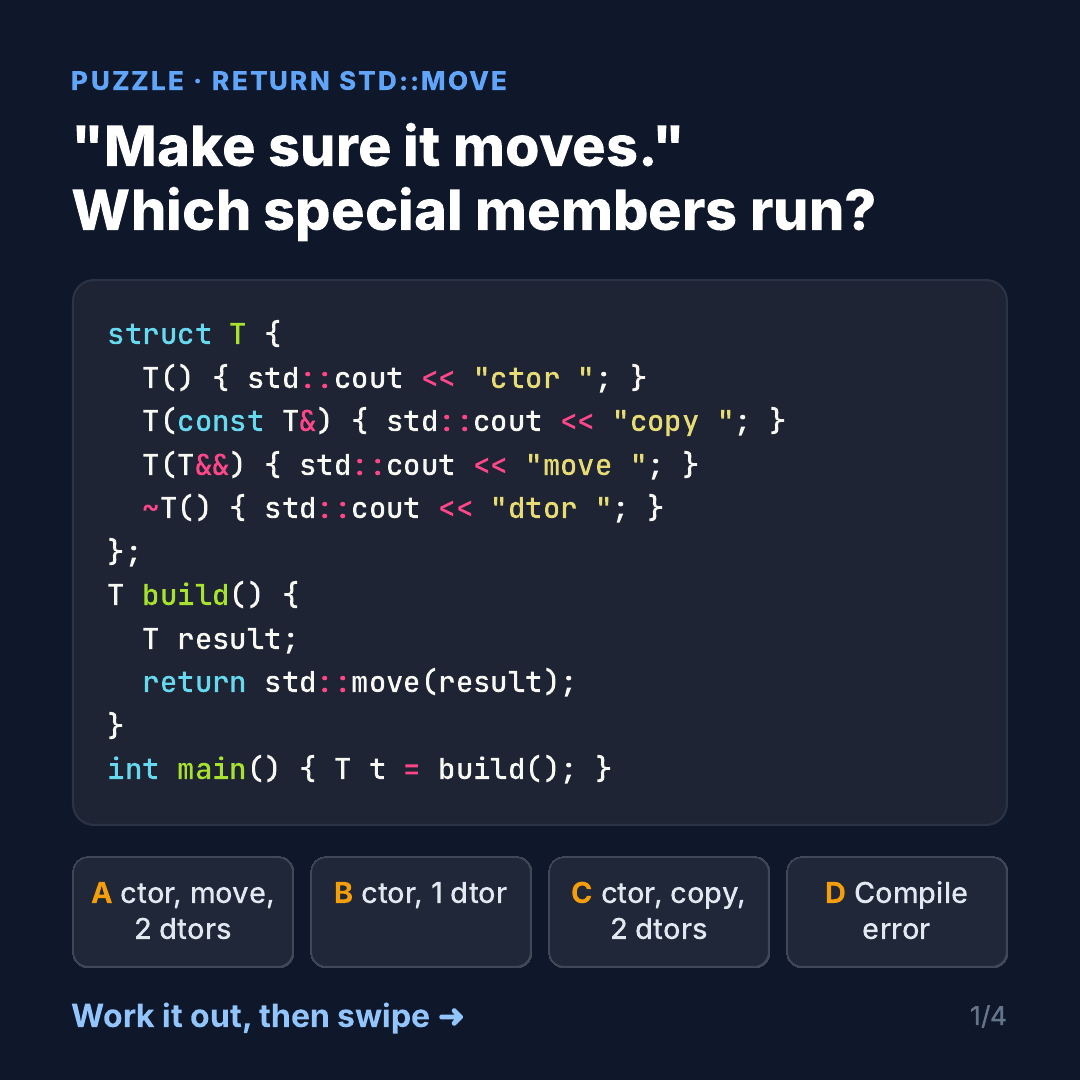 PUZZLE · RETURN STD::MOVE
"Make sure it moves."
Which special members run?
struct T {
  T() { std::cout << "ctor "; }
  T(const T&) { std::cout << "copy "; }
  T(T&&) { std::cout << "move "; }
  ~T() { std::cout << "dtor "; }
};
T build() {
  T result;
  return std::move(result);
}
int main() { T t = build(); }
A ctor, move,
2 dtors
B ctor, 1 dtor
C ctor, copy,
2 dtors
D Compile
error
Work it out, then swipe ➜
1/4